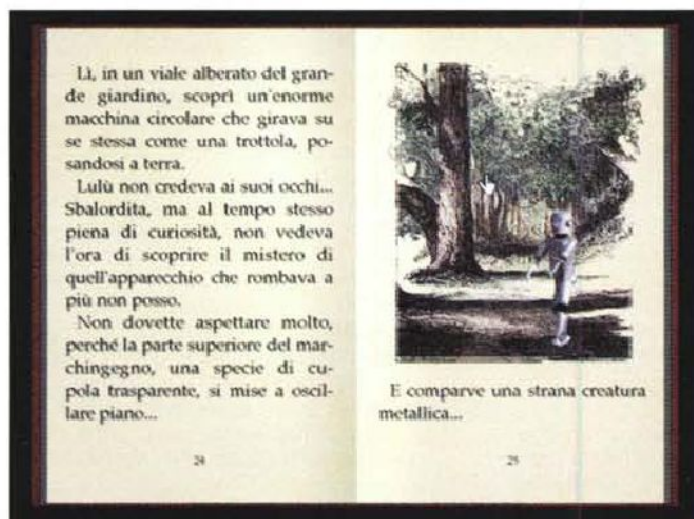 Lì, in un viale alberato del gran-
de giardino, scoprì un'enorme
macchina circolare che girava su
se stessa come una trottola, po-
sandosi a terra.
Lulù non credeva ai suoi occhi...
Sbalordita, ma al tempo stesso
piena di curiosità, non vedeva
l'ora di scoprire il mistero di
quell'apparecchio che rombava a
più non posso.
Non dovette aspettare molto,
perché la parte superiore del mar-
chingegno, una specie di cu-
pola trasparente, si mise a oscil-
lare piano...
24
E comparve una strana creatura
metallica...
25